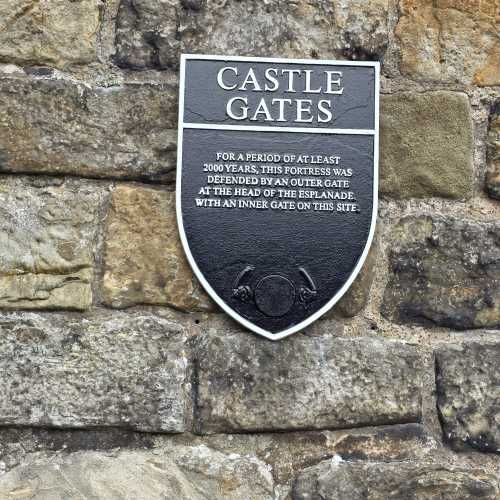 CASTLE
GATES
FOR A PERIOD OF AT LEAST
2000 YEARS, THIS FORTRESS WAS
DEFENDED BY AN OUTER GATE
AT THE HEAD OF THE ESPLANADE.
WITH AN INNER GATE ON THIS SITE.